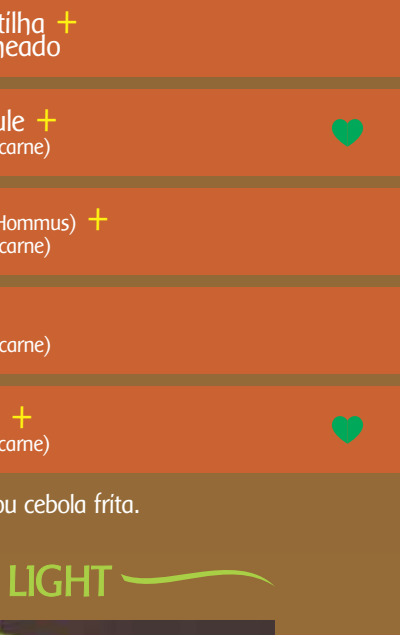 tilha +
neado
ule +
carne)
Hommus) +
carne)
carne)
+
carne)
ou cebola frita.
LIGHT